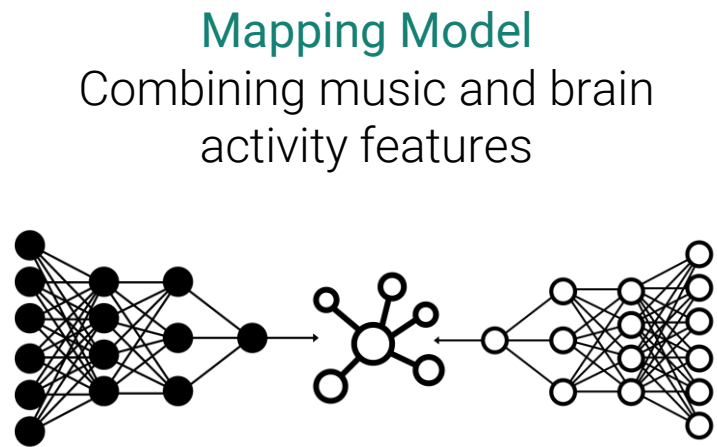 Mapping Model
Combining music and brain
activity features